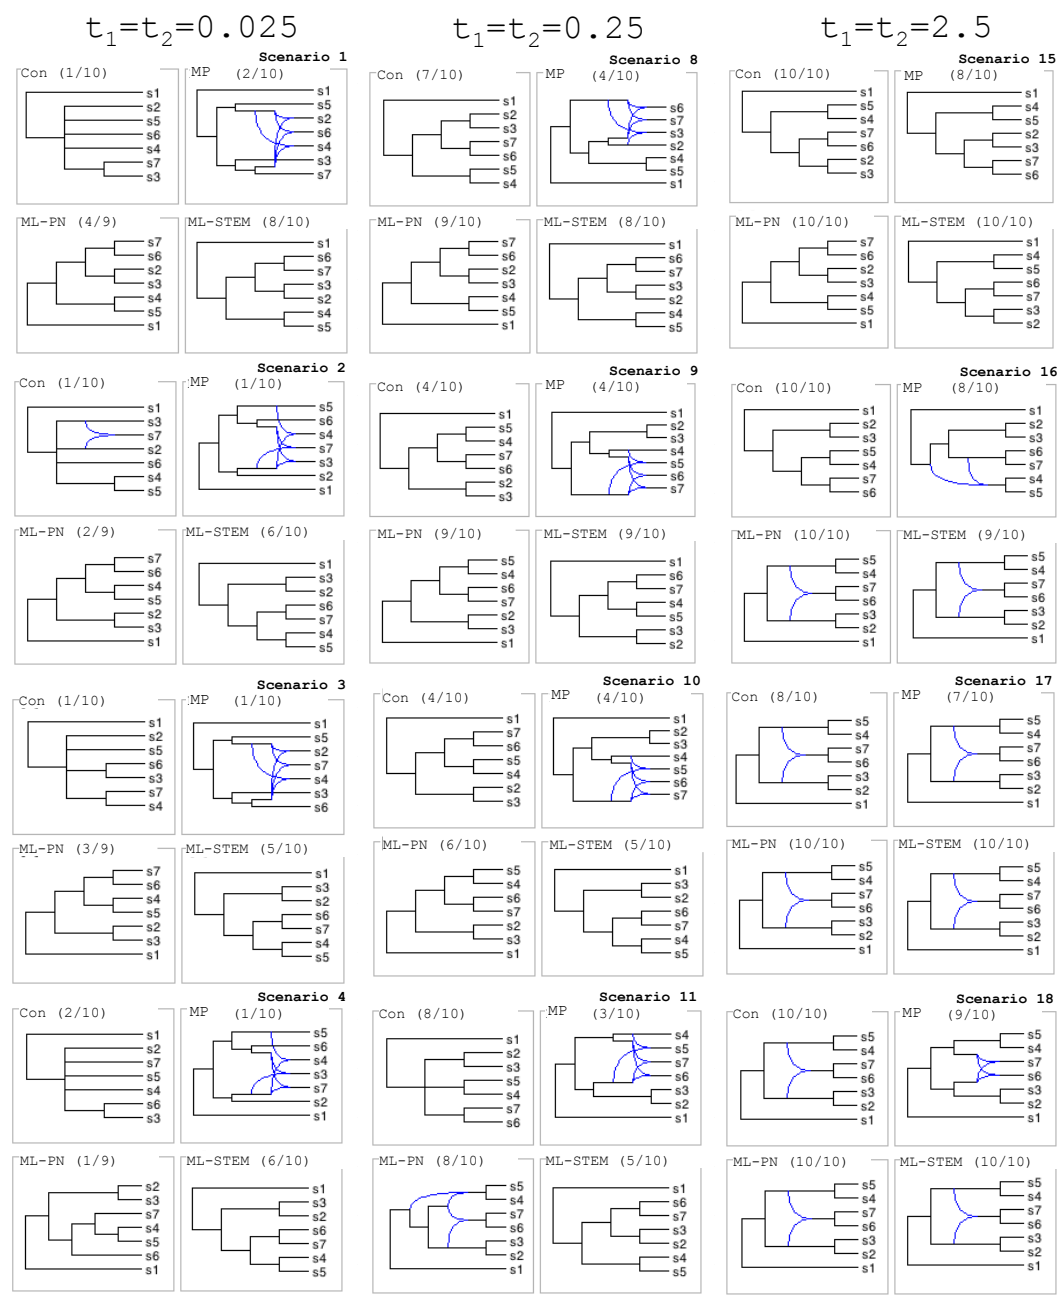 t1=t2=0.025
t1=t2=0.25
t1=t2=2.5
Scenario 1
Con (1/10)
s1
s2
s5
s6
s4
s7
s3
MP (2/10)
s1
s5
s2
s6
s4
s3
s7
ML-PN (4/9)
s7
s6
s2
s3
s4
s5
s1
ML-STEM (8/10)
s1
s6
s7
s3
s2
s4
s5
Scenario 8
Con (7/10)
s1
s2
s3
s7
s6
s5
s4
MP (4/10)
s6
s7
s3
s2
s4
s5
s1
ML-PN (9/10)
s7
s6
s2
s3
s4
s5
s1
ML-STEM (8/10)
s1
s6
s7
s3
s2
s4
s5
Scenario 15
Con (10/10)
s1
s5
s4
s7
s6
s2
s3
MP (8/10)
s1
s4
s5
s2
s3
s7
s6
ML-PN (10/10)
s7
s6
s2
s3
s4
s5
s1
ML-STEM (10/10)
s1
s4
s5
s6
s7
s3
s2
Scenario 2
Con (1/10)
s1
s3
s7
s2
s6
s4
s5
MP (1/10)
s5
s6
s4
s7
s3
s2
s1
ML-PN (2/9)
s7
s6
s4
s5
s2
s3
s1
ML-STEM (6/10)
s1
s3
s2
s6
s7
s4
s5
Scenario 9
Con (4/10)
s1
s5
s4
s7
s6
s2
s3
MP (4/10)
s1
s2
s3
s4
s5
s6
s7
ML-PN (9/10)
s5
s4
s6
s7
s2
s3
s1
ML-STEM (9/10)
s1
s6
s7
s4
s5
s3
s2
Scenario 16
Con (10/10)
s1
s2
s3
s5
s4
s7
s6
MP (8/10)
s1
s2
s3
s6
s7
s4
s5
ML-PN (10/10)
s5
s4
s7
s6
s3
s2
s1
ML-STEM (9/10)
s5
s4
s7
s6
s3
s2
s1
Scenario 3
Con (1/10)
s1
s2
s5
s6
s3
s7
s4
MP (1/10)
s1
s5
s2
s7
s4
s3
s6
ML-PN (3/9)
s7
s6
s4
s5
s2
s3
s1
ML-STEM (5/10)
s1
s3
s2
s6
s7
s4
s5
Scenario 10
Con (4/10)
s1
s7
s6
s5
s4
s2
s3
MP (4/10)
s1
s2
s3
s4
s5
s6
s7
ML-PN (6/10)
s5
s4
s6
s7
s2
s3
s1
ML-STEM (5/10)
s1
s3
s2
s6
s7
s4
s5
Scenario 17
Con (8/10)
s5
s4
s7
s6
s3
s2
s1
MP (7/10)
s5
s4
s7
s6
s3
s2
s1
ML-PN (10/10)
s5
s4
s7
s6
s3
s2
s1
ML-STEM (10/10)
s5
s4
s7
s6
s3
s2
s1
Scenario 4
Con (2/10)
s1
s2
s7
s5
s4
s6
s3
MP (1/10)
s5
s6
s4
s3
s7
s2
s1
ML-PN (1/9)
s2
s3
s7
s4
s5
s6
s1
ML-STEM (6/10)
s1
s3
s2
s6
s7
s4
s5
Scenario 11
Con (8/10)
s1
s2
s3
s5
s4
s7
s6
MP (3/10)
s4
s5
s7
s6
s3
s2
s1
ML-PN (8/10)
s5
s4
s7
s6
s3
s2
s1
ML-STEM (5/10)
s1
s6
s7
s3
s2
s4
s5
Scenario 18
Con (10/10)
s5
s4
s7
s6
s3
s2
s1
MP (9/10)
s5
s4
s7
s6
s3
s2
s1
ML-PN (10/10)
s5
s4
s7
s6
s3
s2
s1
ML-STEM (10/10)
s5
s4
s7
s6
s3
s2
s1